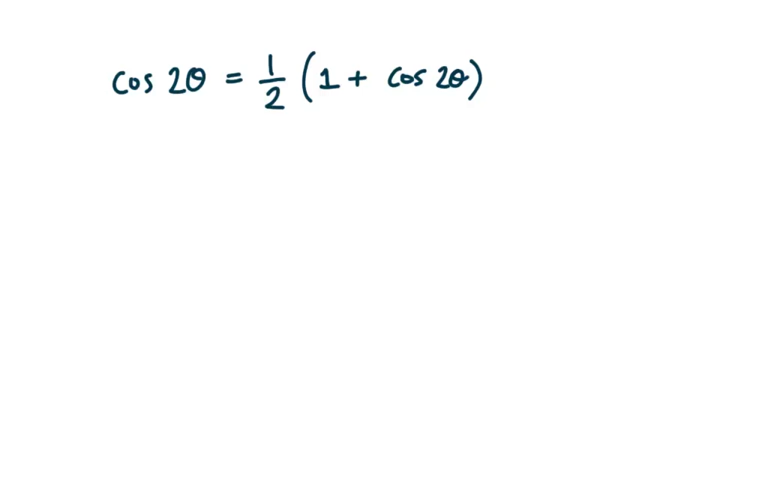 cos 2θ = 1/2 (1 + cos 2θ)